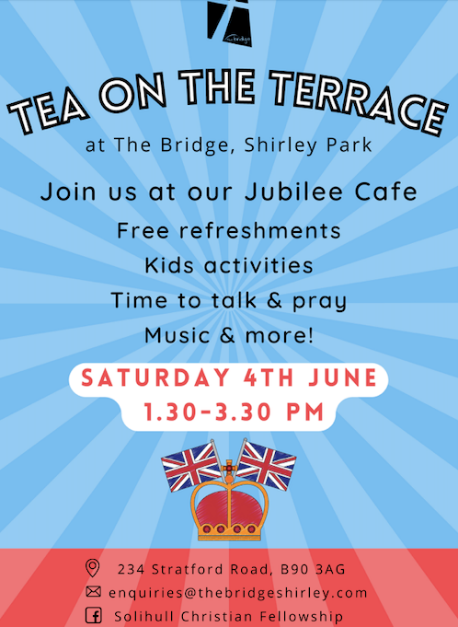 bridge
TEA ON THE TERRACE
at The Bridge, Shirley Park
Join us at our Jubilee Cafe
Free refreshments
Kids activities
Time to talk & pray
Music & more!
SATURDAY 4TH JUNE
1.30-3.30 PM
234 Stratford Road, B90 3AG
enquiries@thebridgeshirley.com
Solihull Christian Fellowship